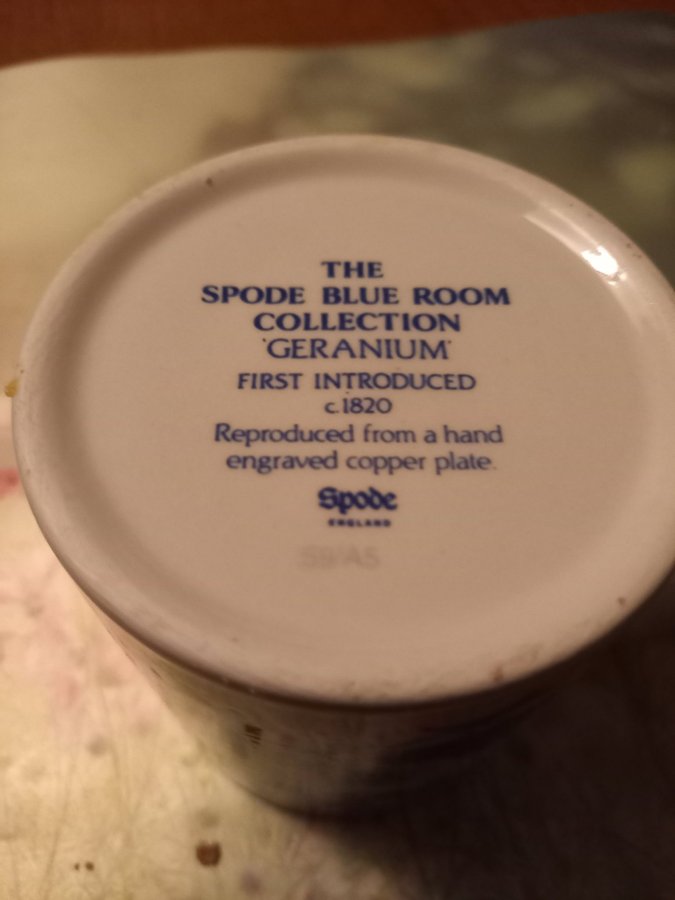 THE
SPODE BLUE ROOM
COLLECTION
'GERANIUM'
FIRST INTRODUCED
c.1820
Reproduced from a hand
engraved copper plate.
Spode
ENGLAND